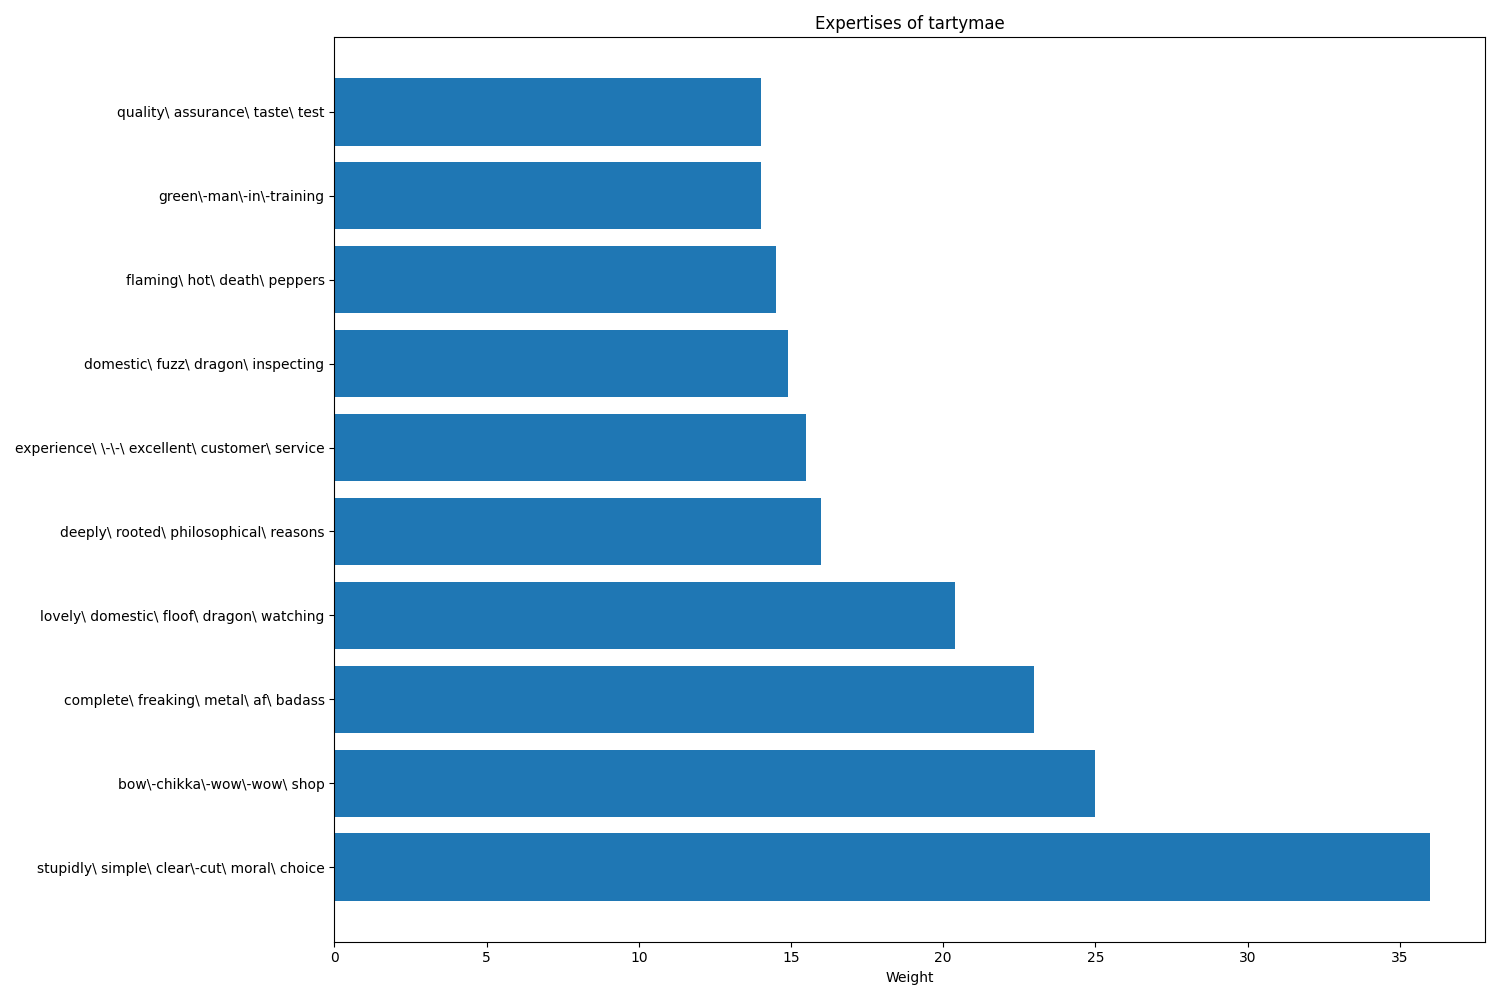 Expertises of tartymae
quality\ assurance\ taste\ test
green\-man\-in\-training
flaming\ hot\ death\ peppers
domestic\ fuzz\ dragon\ inspecting
experience\ \-\-\ excellent\ customer\ service
deeply\ rooted\ philosophical\ reasons
lovely\ domestic\ floof\ dragon\ watching
complete\ freaking\ metal\ af\ badass
bow\-chikka\-wow\-wow\ shop
stupidly\ simple\ clear\-cut\ moral\ choice
0 5 10 15 20 25 30 35
Weight